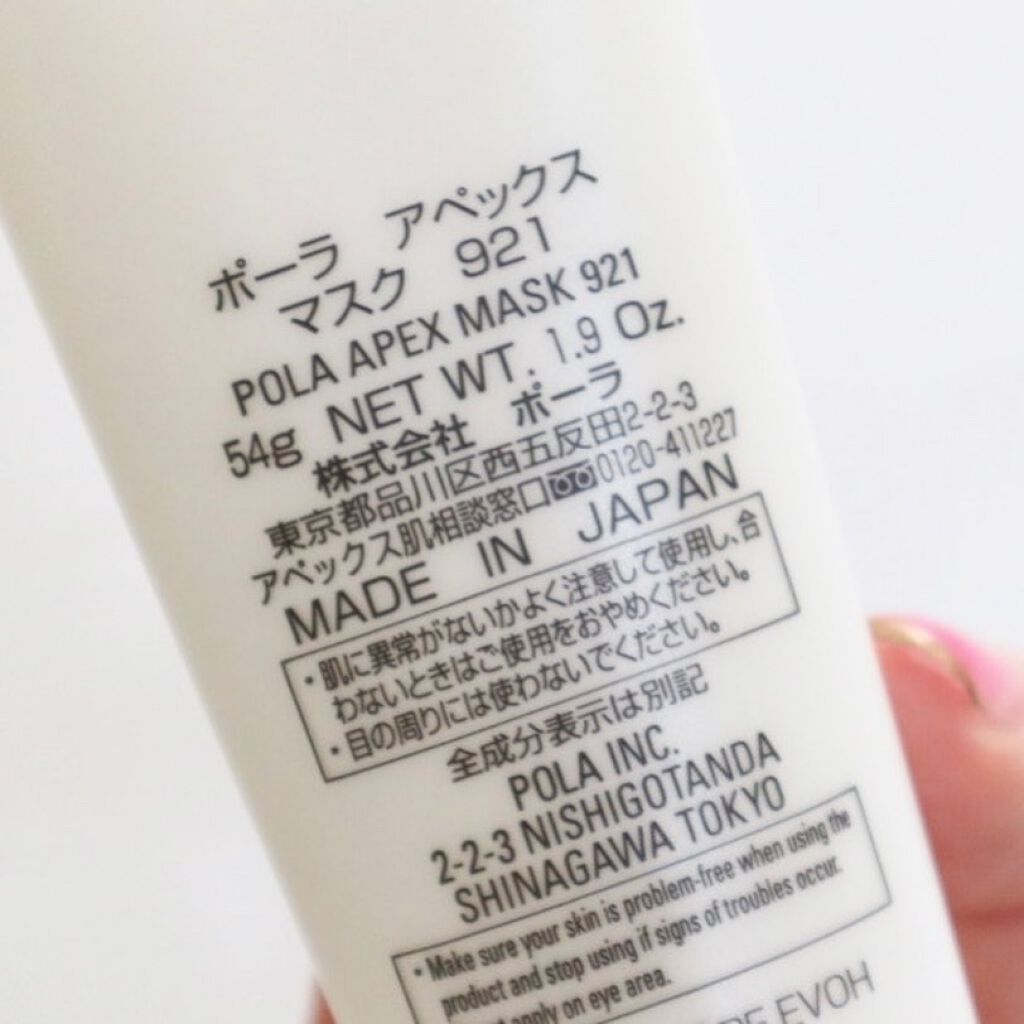 ポーラ アペックス
マスク 921
POLA APEX MASK 921
54g NET WT. 1.9 Oz.
株式会社 ポーラ
東京都品川区西五反田2-2-3
アペックス肌相談窓口 0120-411227
MADE IN JAPAN
・肌に異常がないかよく注意して使用し、合
わないときはご使用をおやめください。
・目の周りには使わないでください。
全成分表示は別記
POLA INC.
2-2-3 NISHIGOTANDA
SHINAGAWA TOKYO
・Make sure your skin is problem-free when using the
product and stop using if signs of troubles occur.
apply on eye area.
EVOH